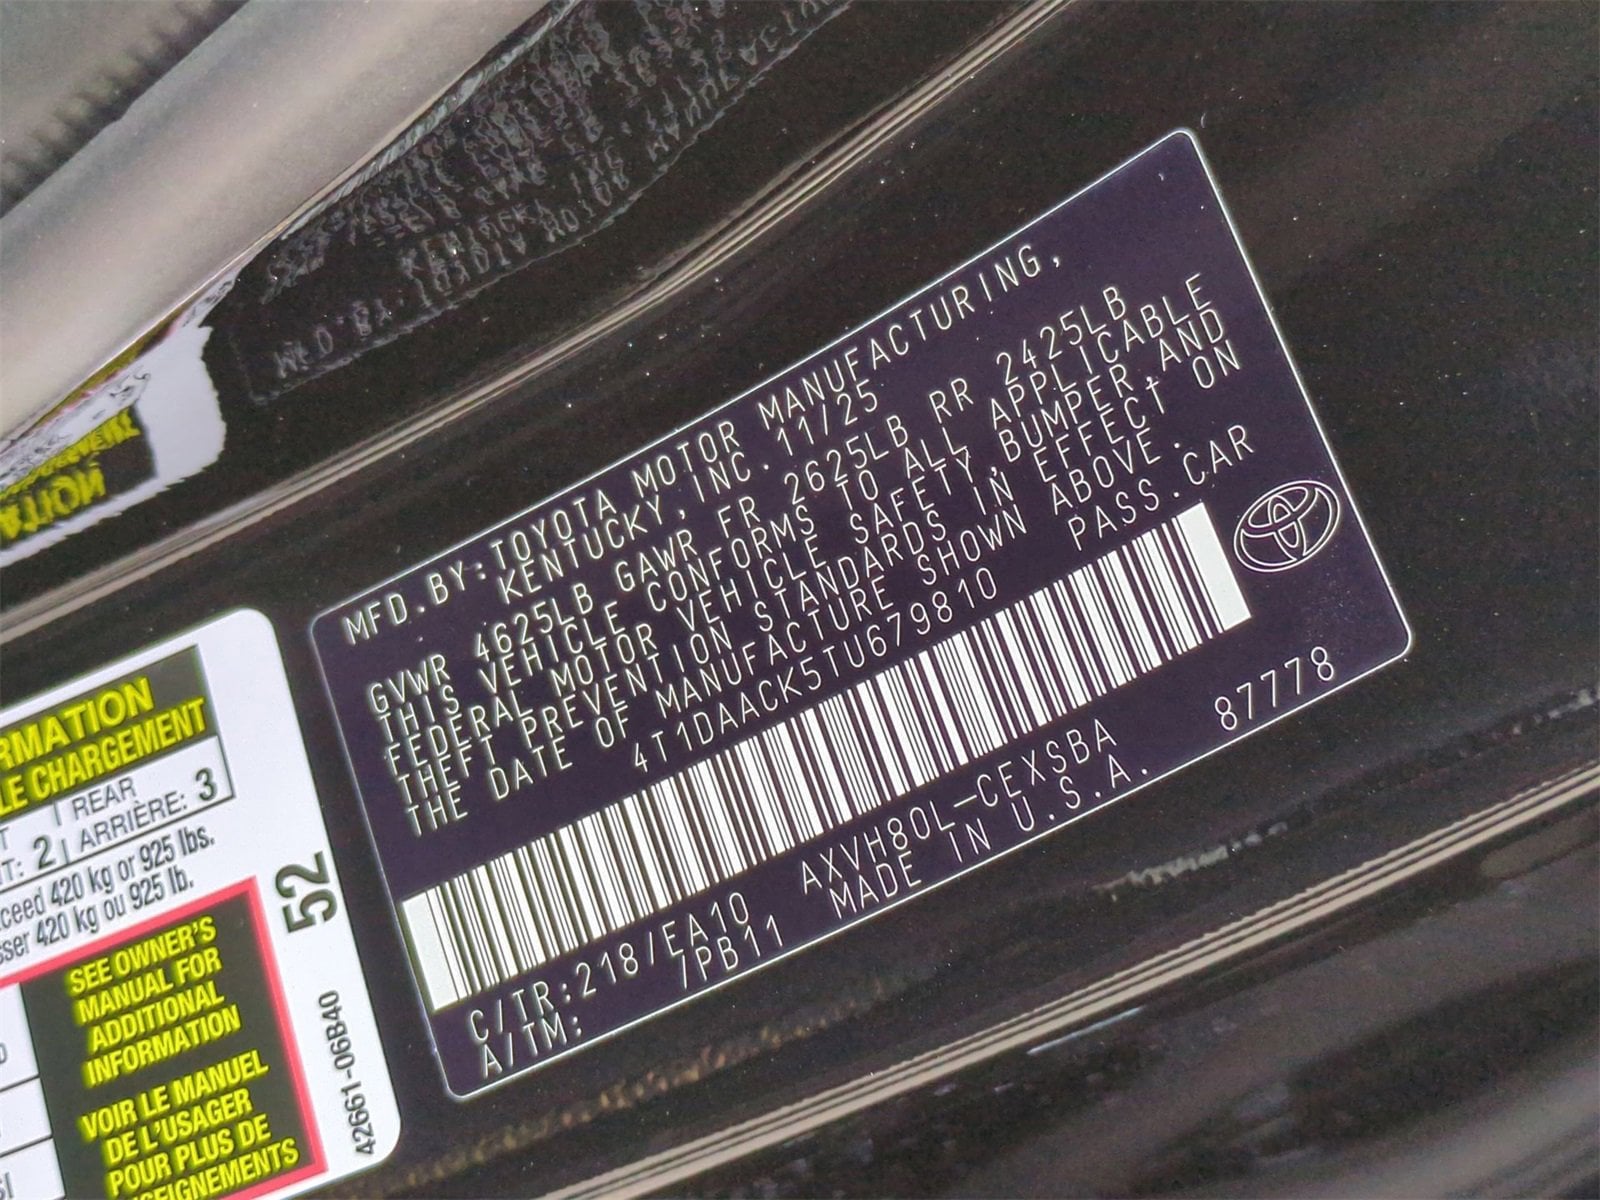 MFD.BY:TOYOTA MOTOR MANUFACTURING,
KENTUCKY,INC.11/25
GVWR 4625LB GAWR FR 2625LB RR 2425LB
THIS VEHICLE CONFORMS TO ALL APPLICABLE
FEDERAL MOTOR VEHICLE SAFETY,BUMPER,AND
THEFT PREVENTION STANDARDS IN EFFECT ON
THE DATE OF MANUFACTURE SHOWN ABOVE.
4T1DAACK5TU679810 PASS.CAR
C/TR:218/EA10 AXVH80L-CEXSBA 87778
A/TM: /PB11 MADE IN U.S.A.
RMATION
LE CHARGEMENT
REAR
2 ARRIÈRE: 3
420 kg or 925 lbs.
420 kg ou 925 lb.
52
SEE OWNER'S
MANUAL FOR
ADDITIONAL
INFORMATION
VOIR LE MANUEL
DE L'USAGER
POUR PLUS DE
SEIGNEMENTS
42661-06B40